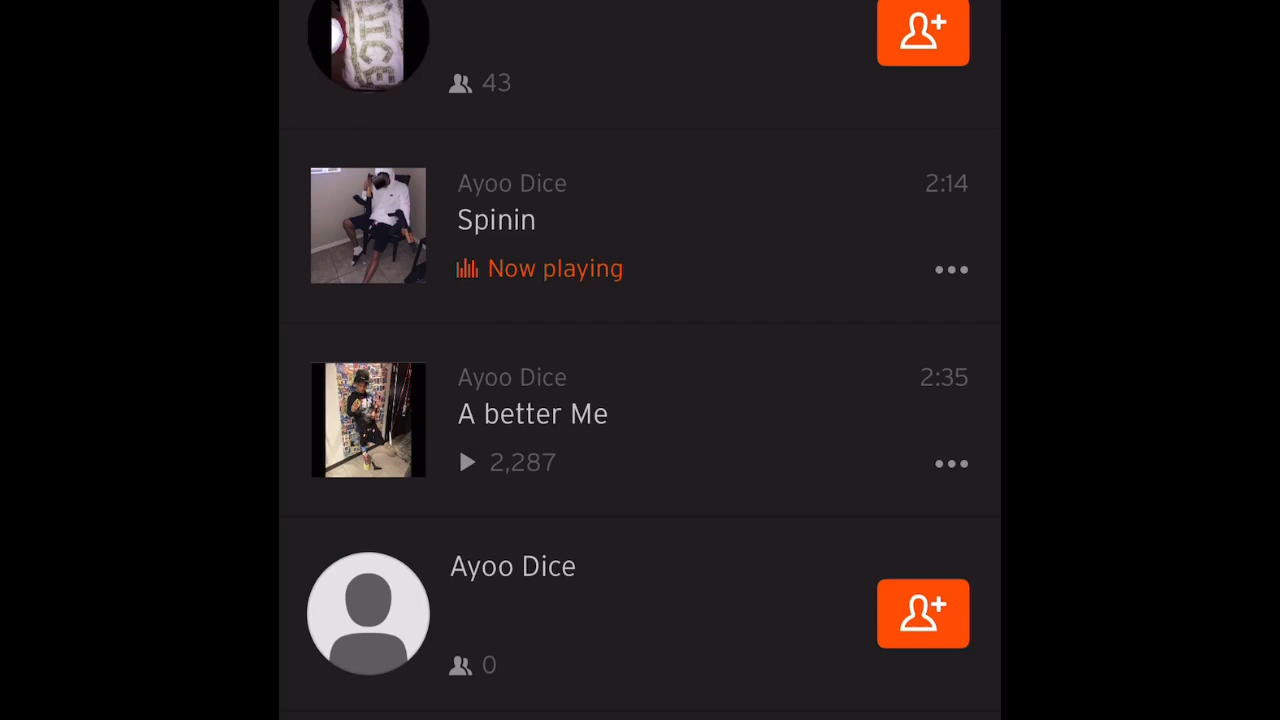 DICE
43
Ayoo Dice
2:14
Spinin
Now playing
Ayoo Dice
2:35
A better Me
2,287
Ayoo Dice
0